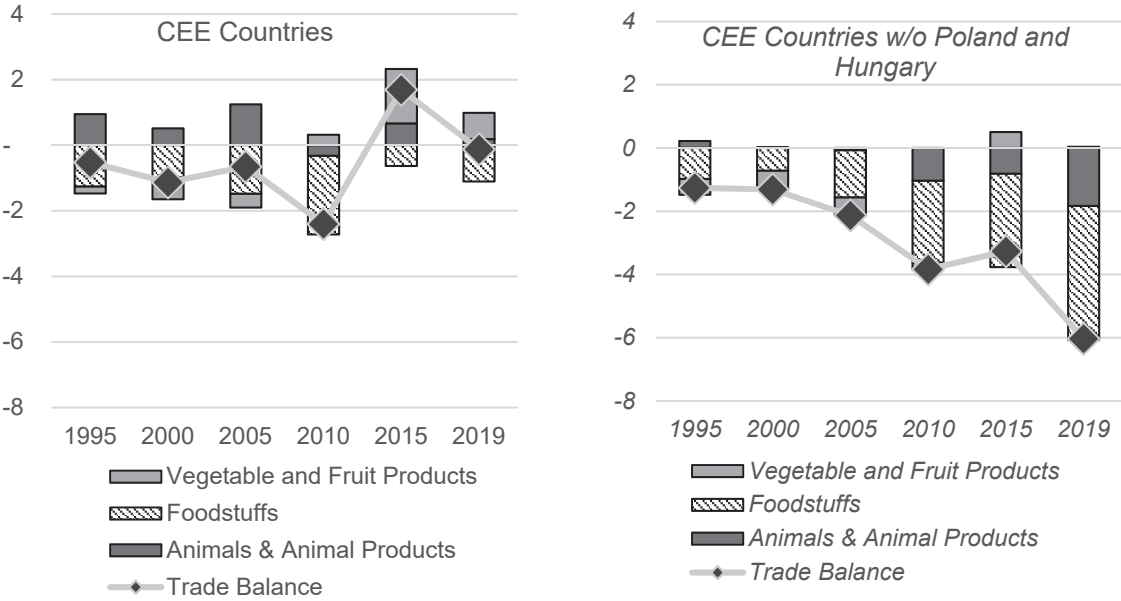 CEE Countries
4
2
-
-2
-4
-6
-8
1995 2000 2005 2010 2015 2019
Vegetable and Fruit Products
Foodstuffs
Animals & Animal Products
Trade Balance
CEE Countries w/o Poland and
Hungary
4
2
0
-2
-4
-6
-8
1995 2000 2005 2010 2015 2019
Vegetable and Fruit Products
Foodstuffs
Animals & Animal Products
Trade Balance